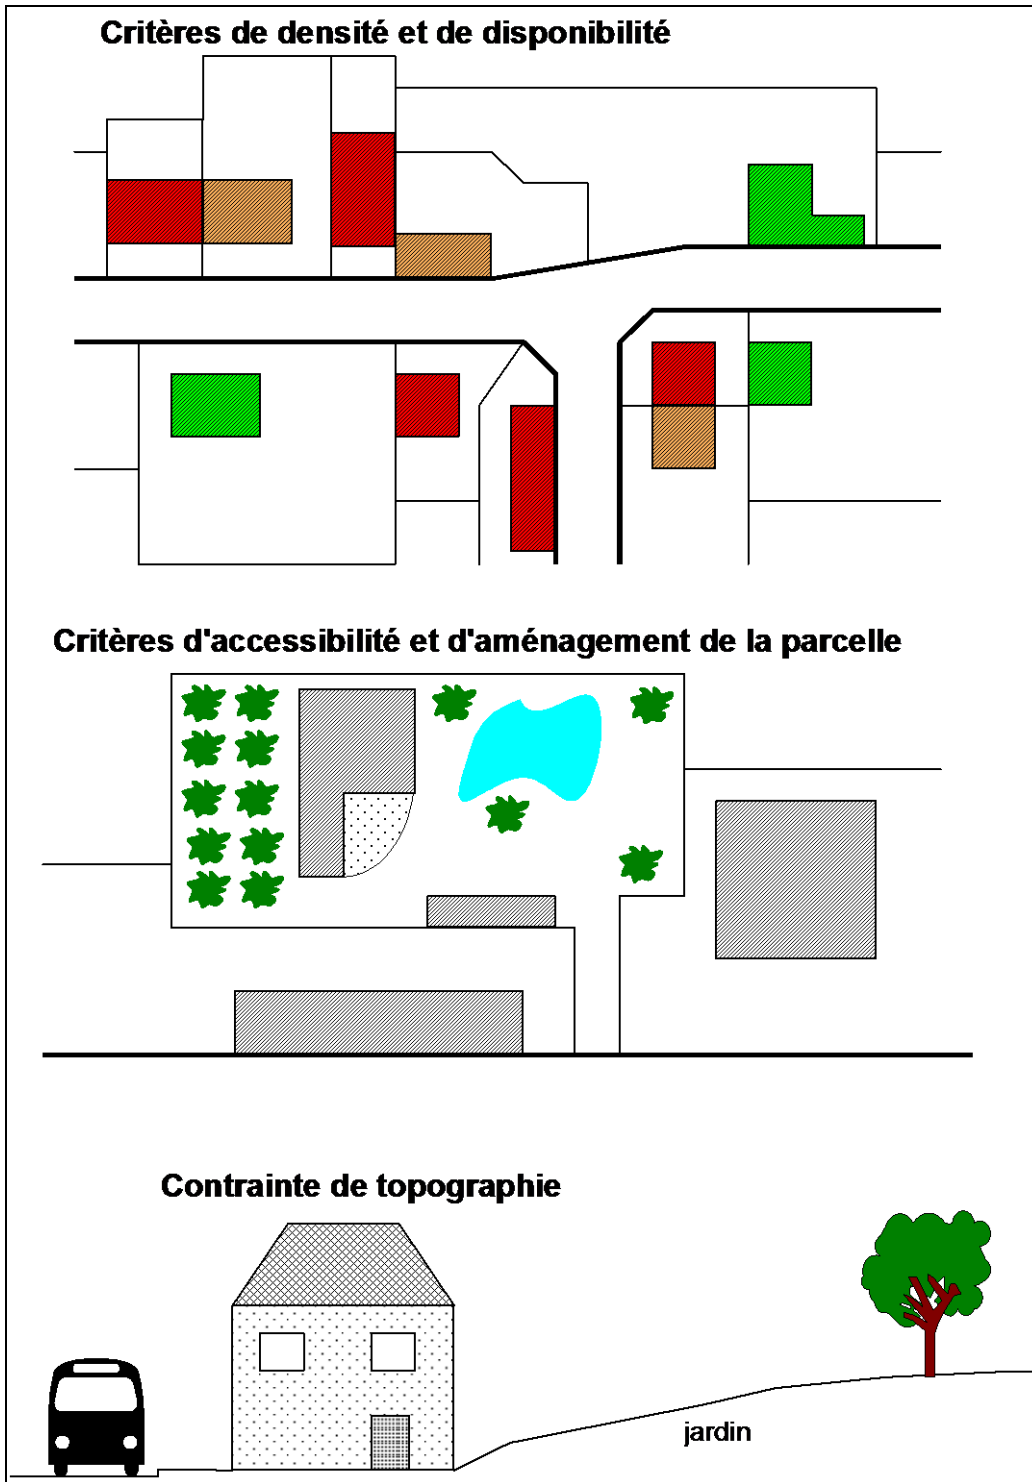 Critères de densité et de disponibilité
Critères d'accessibilité et d'aménagement de la parcelle
Contrainte de topographie
jardin